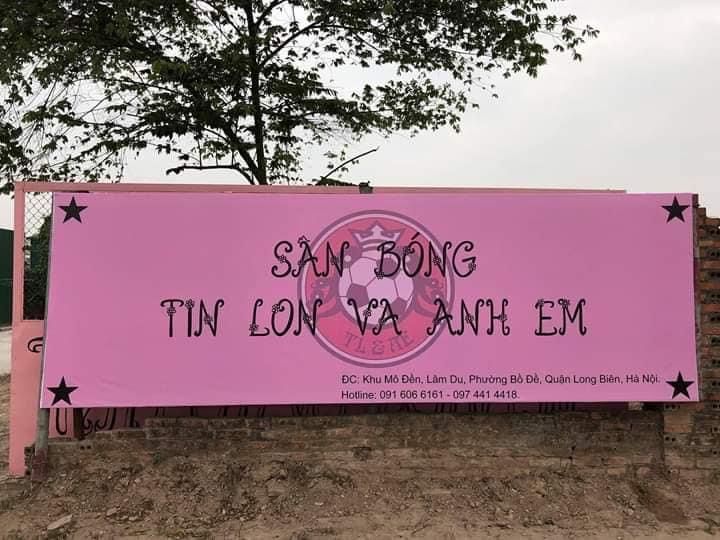 SÂN BÓNG
TIN LON VA ANH EM
TL & AE
ĐC: Khu Mô Đền, Lâm Du, Phường Bồ Đề, Quận Long Biên, Hà Nội.
Hotline: 091 606 6161 - 097 441 4418.